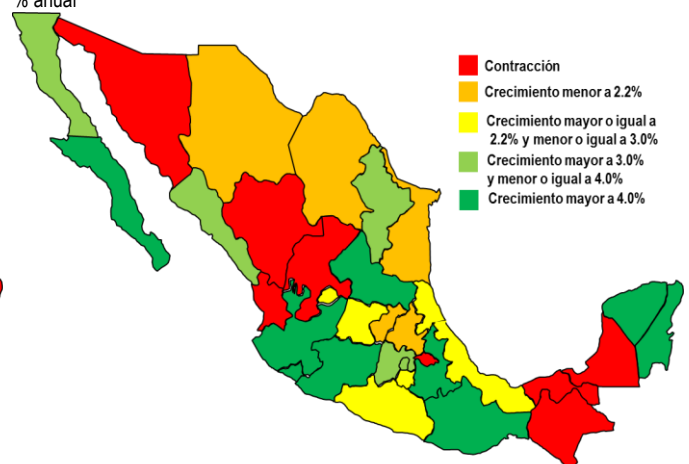 % anual
Contracción
Crecimiento menor a 2.2%
Crecimiento mayor o igual a
2.2% y menor o igual a 3.0%
Crecimiento mayor a 3.0%
y menor o igual a 4.0%
Crecimiento mayor a 4.0%